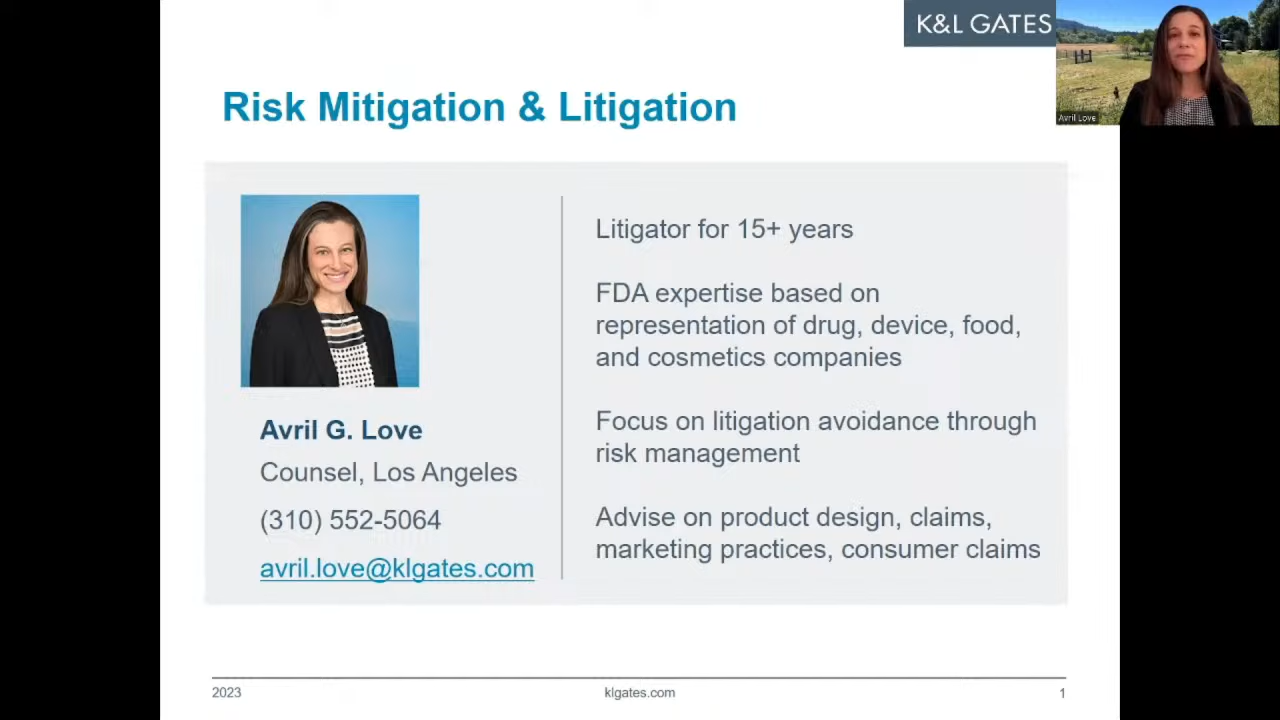 K&L GATES
Avril Love
Risk Mitigation & Litigation
Avril G. Love
Counsel, Los Angeles
(310) 552-5064
avril.love@klgates.com
Litigator for 15+ years
FDA expertise based on
representation of drug, device, food,
and cosmetics companies
Focus on litigation avoidance through
risk management
Advise on product design, claims,
marketing practices, consumer claims
2023
klgates.com
1